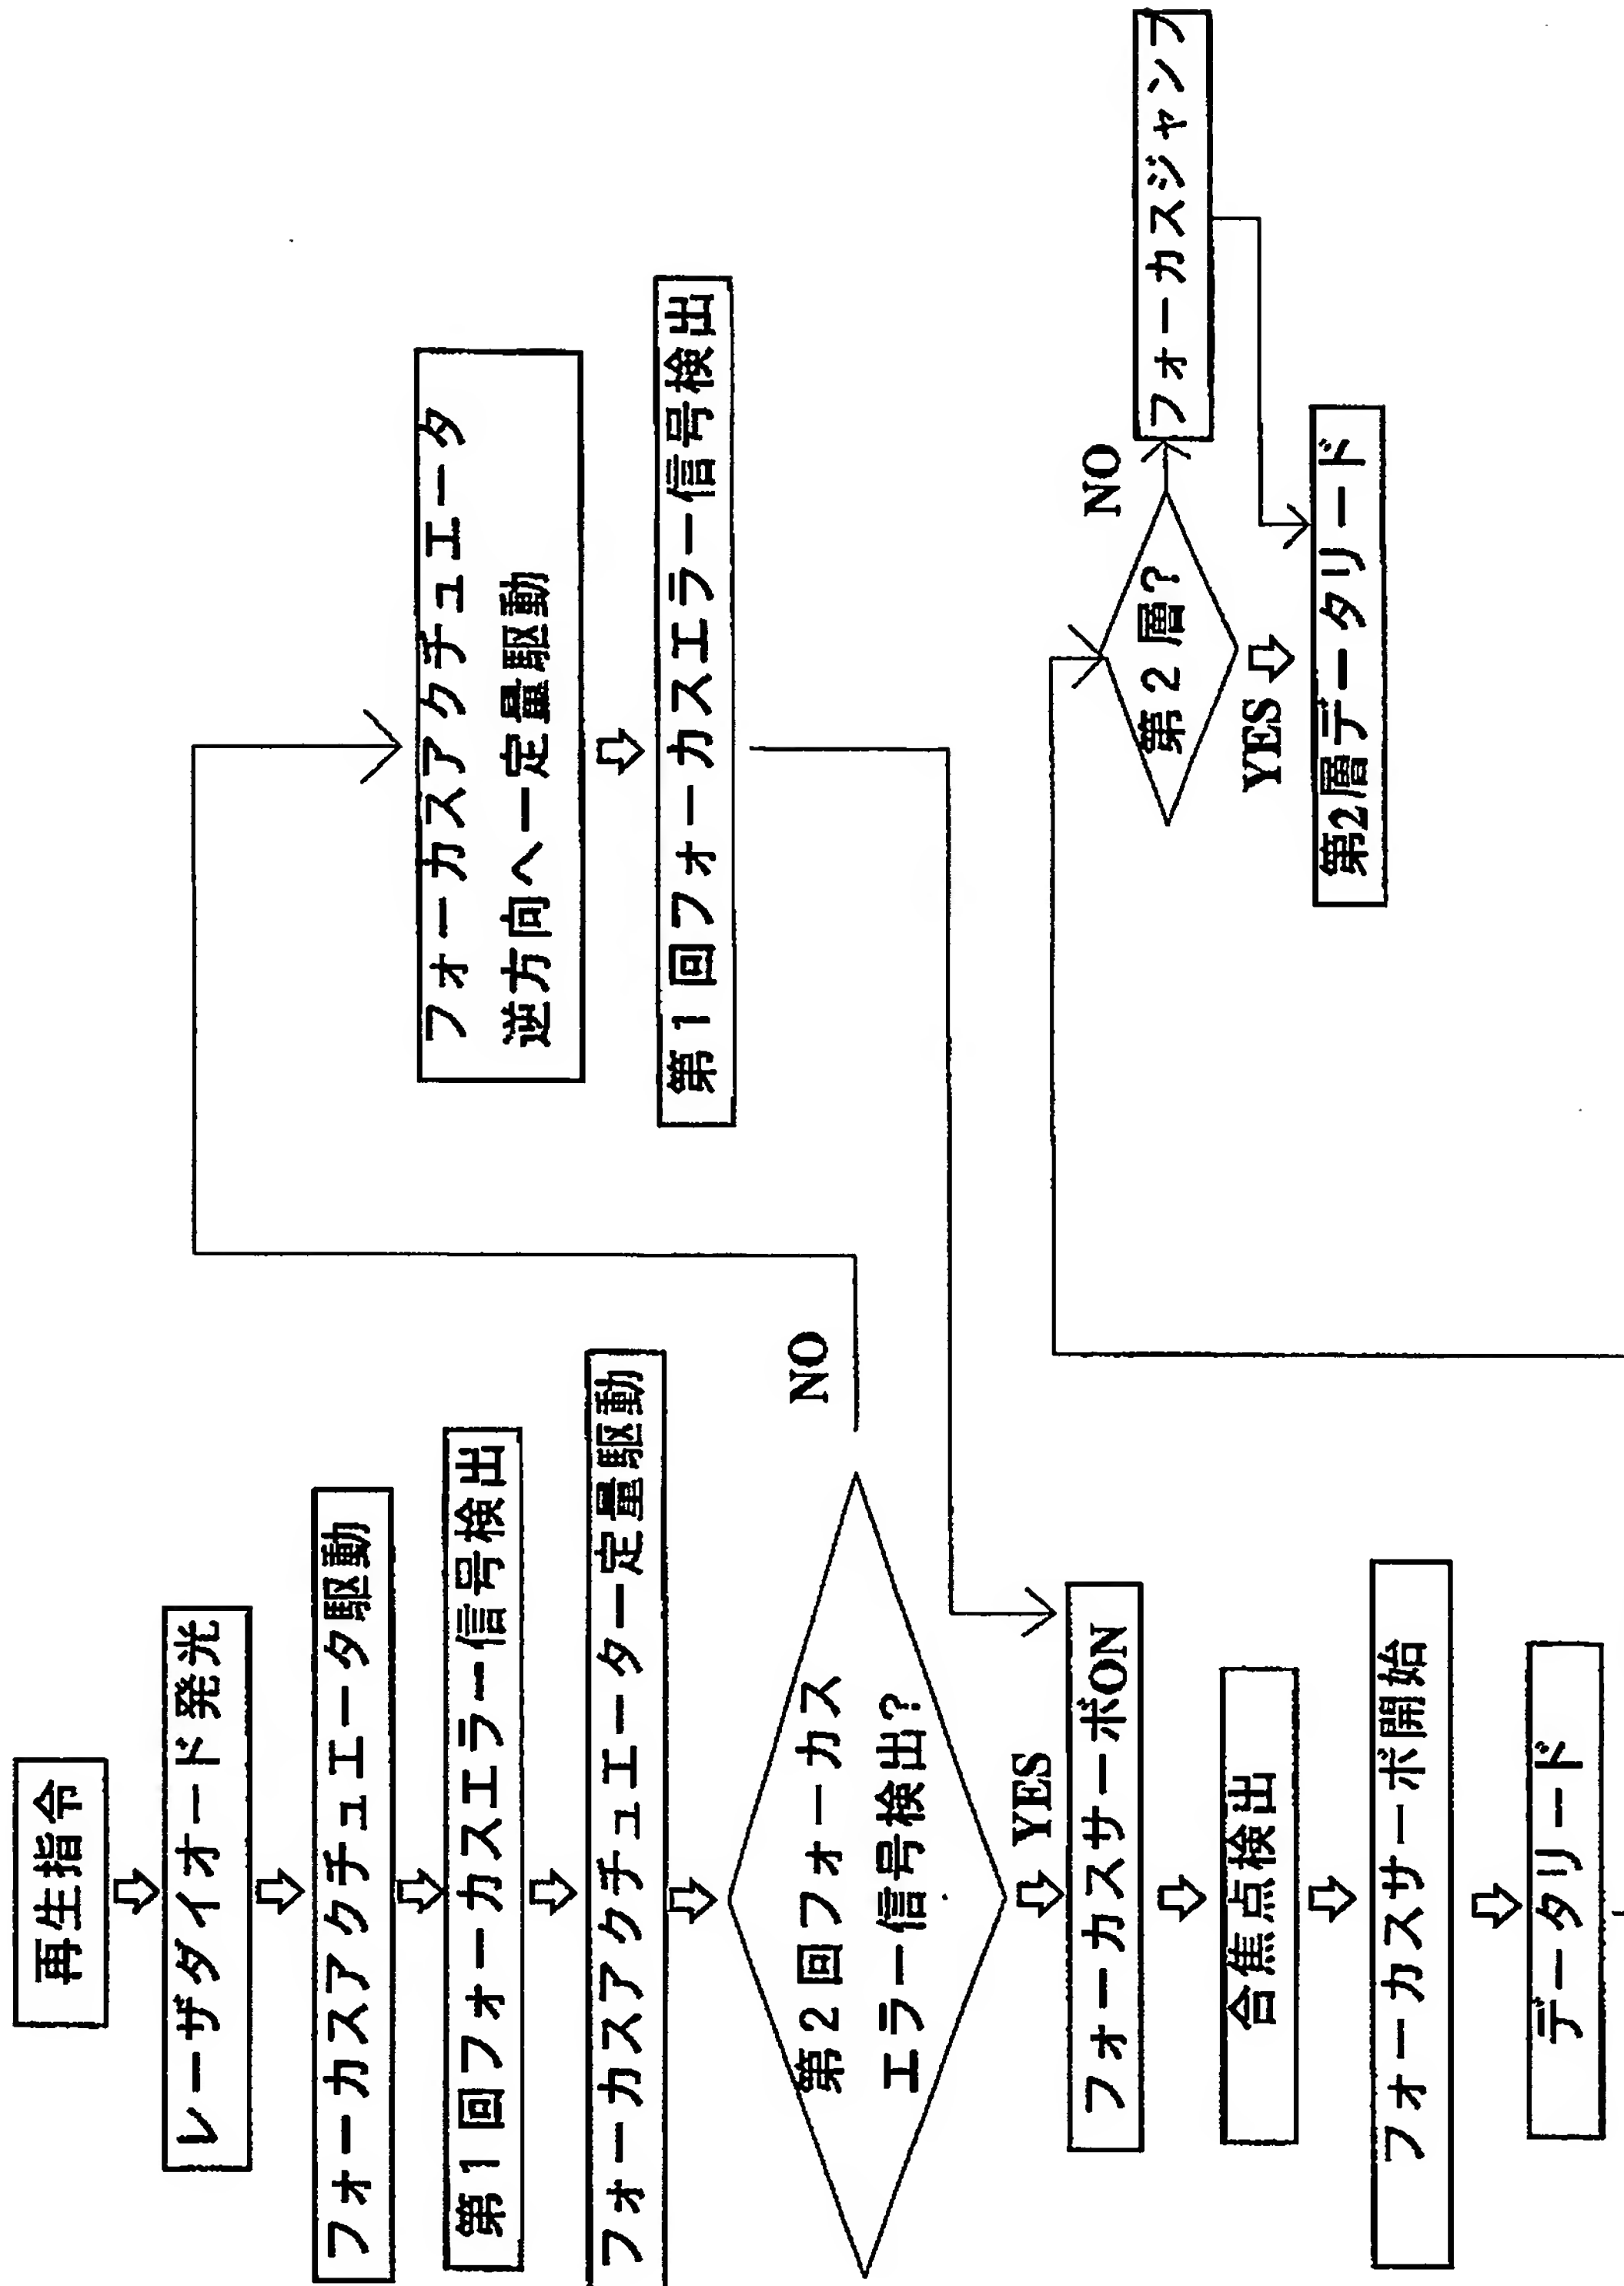 再生指令
レーザダイオード発光
フォーカスアクチュエータ駆動
第1回フォーカスエラー信号検出
フォーカスアクチュエーター定量駆動
第2回フォーカス
エラー信号検出?
NO
YES
フォーカスアクチュエータ
逆方向へ一定量駆動
第1回フォーカスエラー信号検出
フォーカスサーボON
合焦点検出
フォーカスサーボ開始
データリード
第2層?
NO
フォーカスジャンプ
YES
第2層データリード